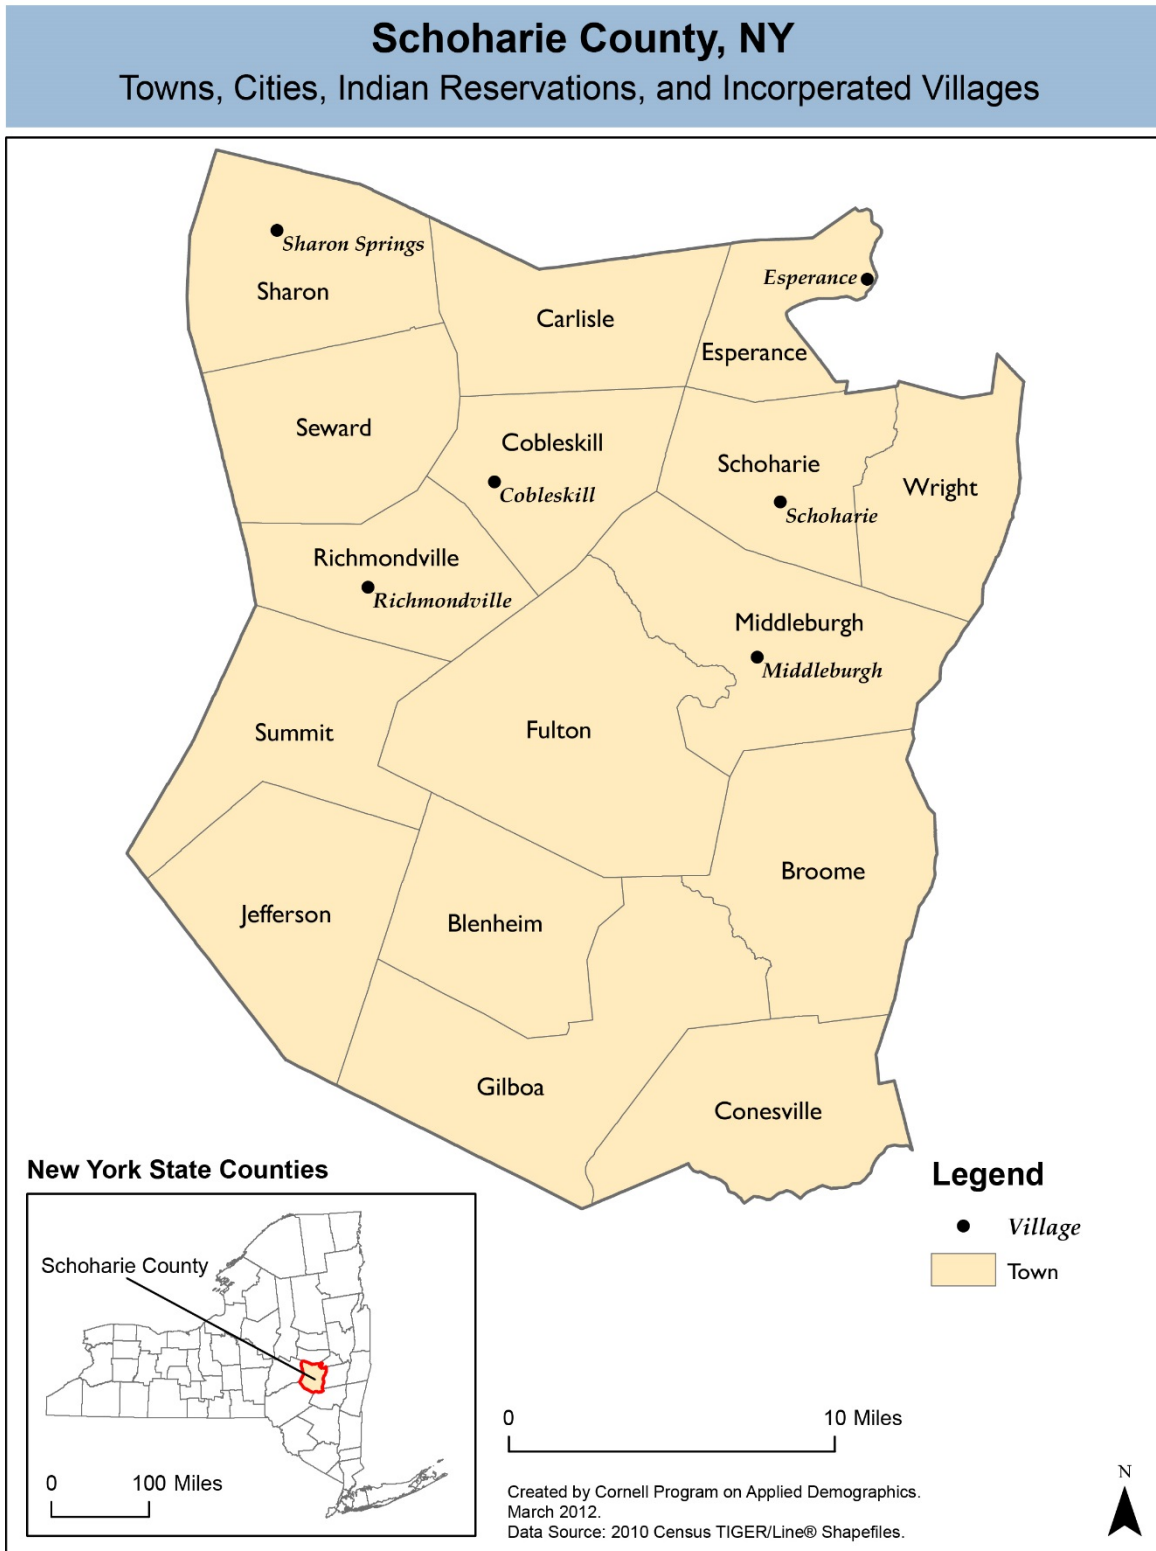 Schoharie County, NY
Towns, Cities, Indian Reservations, and Incorperated Villages
Sharon Springs
Sharon
Esperance
Carlisle
Esperance
Seward
Cobleskill
Cobleskill
Schoharie
Schoharie
Wright
Richmondville
Richmondville
Middleburgh
Middleburgh
Summit
Fulton
Broome
Jefferson
Blenheim
Gilboa
Conesville
New York State Counties
Schoharie County
0 100 Miles
Legend
Village
Town
0 10 Miles
Created by Cornell Program on Applied Demographics.
March 2012.
Data Source: 2010 Census TIGER/Line® Shapefiles.
N